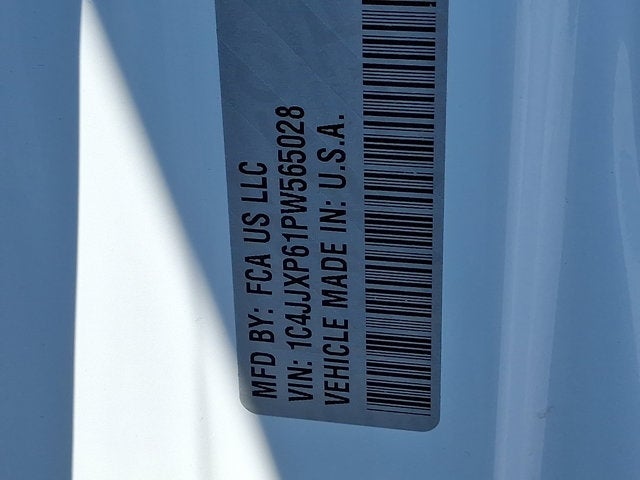 MFD BY: FCA US LLC
VIN: 1C4JJXP61PW565028
VEHICLE MADE IN: U.S.A.